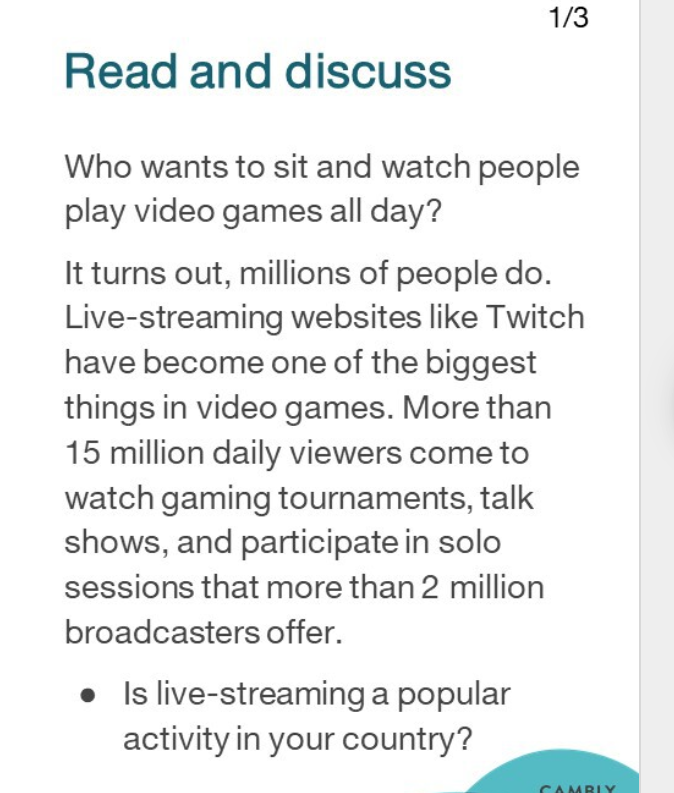 1/3
Read and discuss
Who wants to sit and watch people
play video games all day?
It turns out, millions of people do.
Live-streaming websites like Twitch
have become one of the biggest
things in video games. More than
15 million daily viewers come to
watch gaming tournaments, talk
shows, and participate in solo
sessions that more than 2 million
broadcasters offer.
● Is live-streaming a popular
activity in your country?
CAMBLY